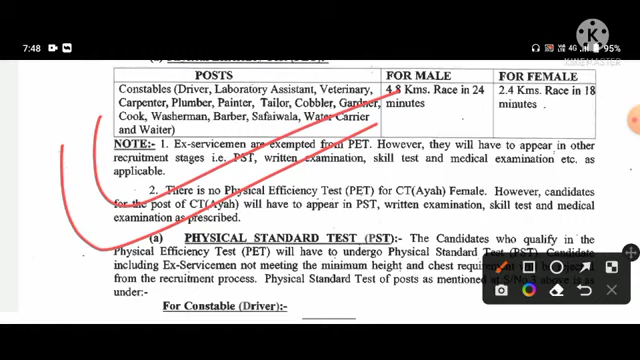 7:48
4G
95%
KINEMASTER
POSTS FOR MALE FOR FEMALE
Constables (Driver, Laboratory Assistant, Veterinary, 4.8 Kms. Race in 24 2.4 Kms. Race in 18
Carpenter, Plumber, Painter, Tailor, Cobbler, Gardner, minutes minutes
Cook, Washerman, Barber, Safaiwala, Water Carrier
and Waiter)
NOTE: 1. Ex-servicemen are exempted from PET. However, they will have to appear in other
recruitment stages i.e. PST, written examination, skill test and medical examination etc. as
applicable.
2. There is no Physical Efficiency Test (PET) for CT(Ayah) Female. However, candidates
for the post of CT(Ayah) will have to appear in PST, written examination, skill test and medical
examination as prescribed.
(a) PHYSICAL STANDARD TEST (PST):- The Candidates who qualify in the
Physical Efficiency Test (PET) will have to undergo Physical Standard Test (PST). Candidate
including Ex-Servicemen not meeting the minimum height and chest
from the recruitment process. Physical Standard Test of posts as mentioned
under:-
For Constable (Driver):-